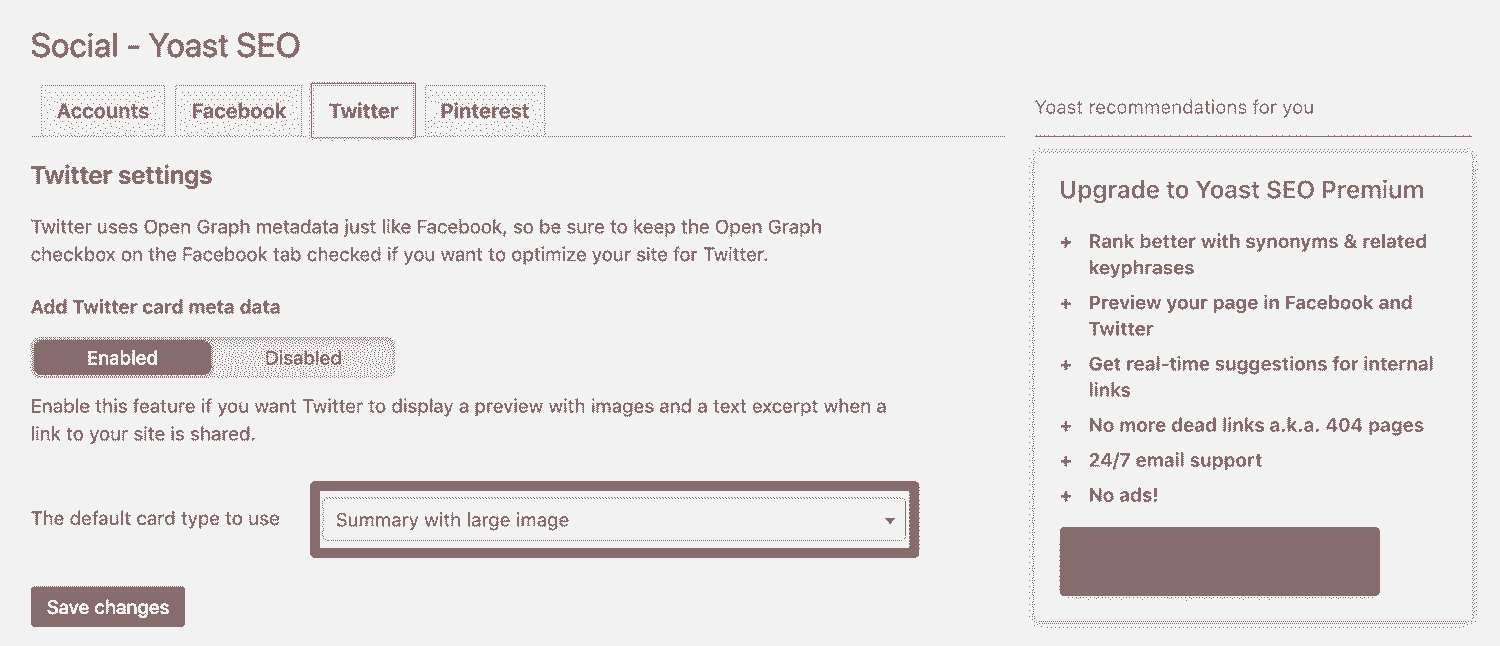 Social - Yoast SEO
Accounts
Facebook
Twitter
Pinterest
Twitter settings
Twitter uses Open Graph metadata just like Facebook, so be sure to keep the Open Graph
checkbox on the Facebook tab checked if you want to optimize your site for Twitter.
Add Twitter card meta data
Enabled
Disabled
Enable this feature if you want Twitter to display a preview with images and a text excerpt when a
link to your site is shared.
The default card type to use
Summary with large image
Save changes
Yoast recommendations for you
Upgrade to Yoast SEO Premium
+ Rank better with synonyms & related
keyphrases
+ Preview your page in Facebook and
Twitter
+ Get real-time suggestions for internal
links
+ No more dead links a.k.a. 404 pages
+ 24/7 email support
+ No ads!